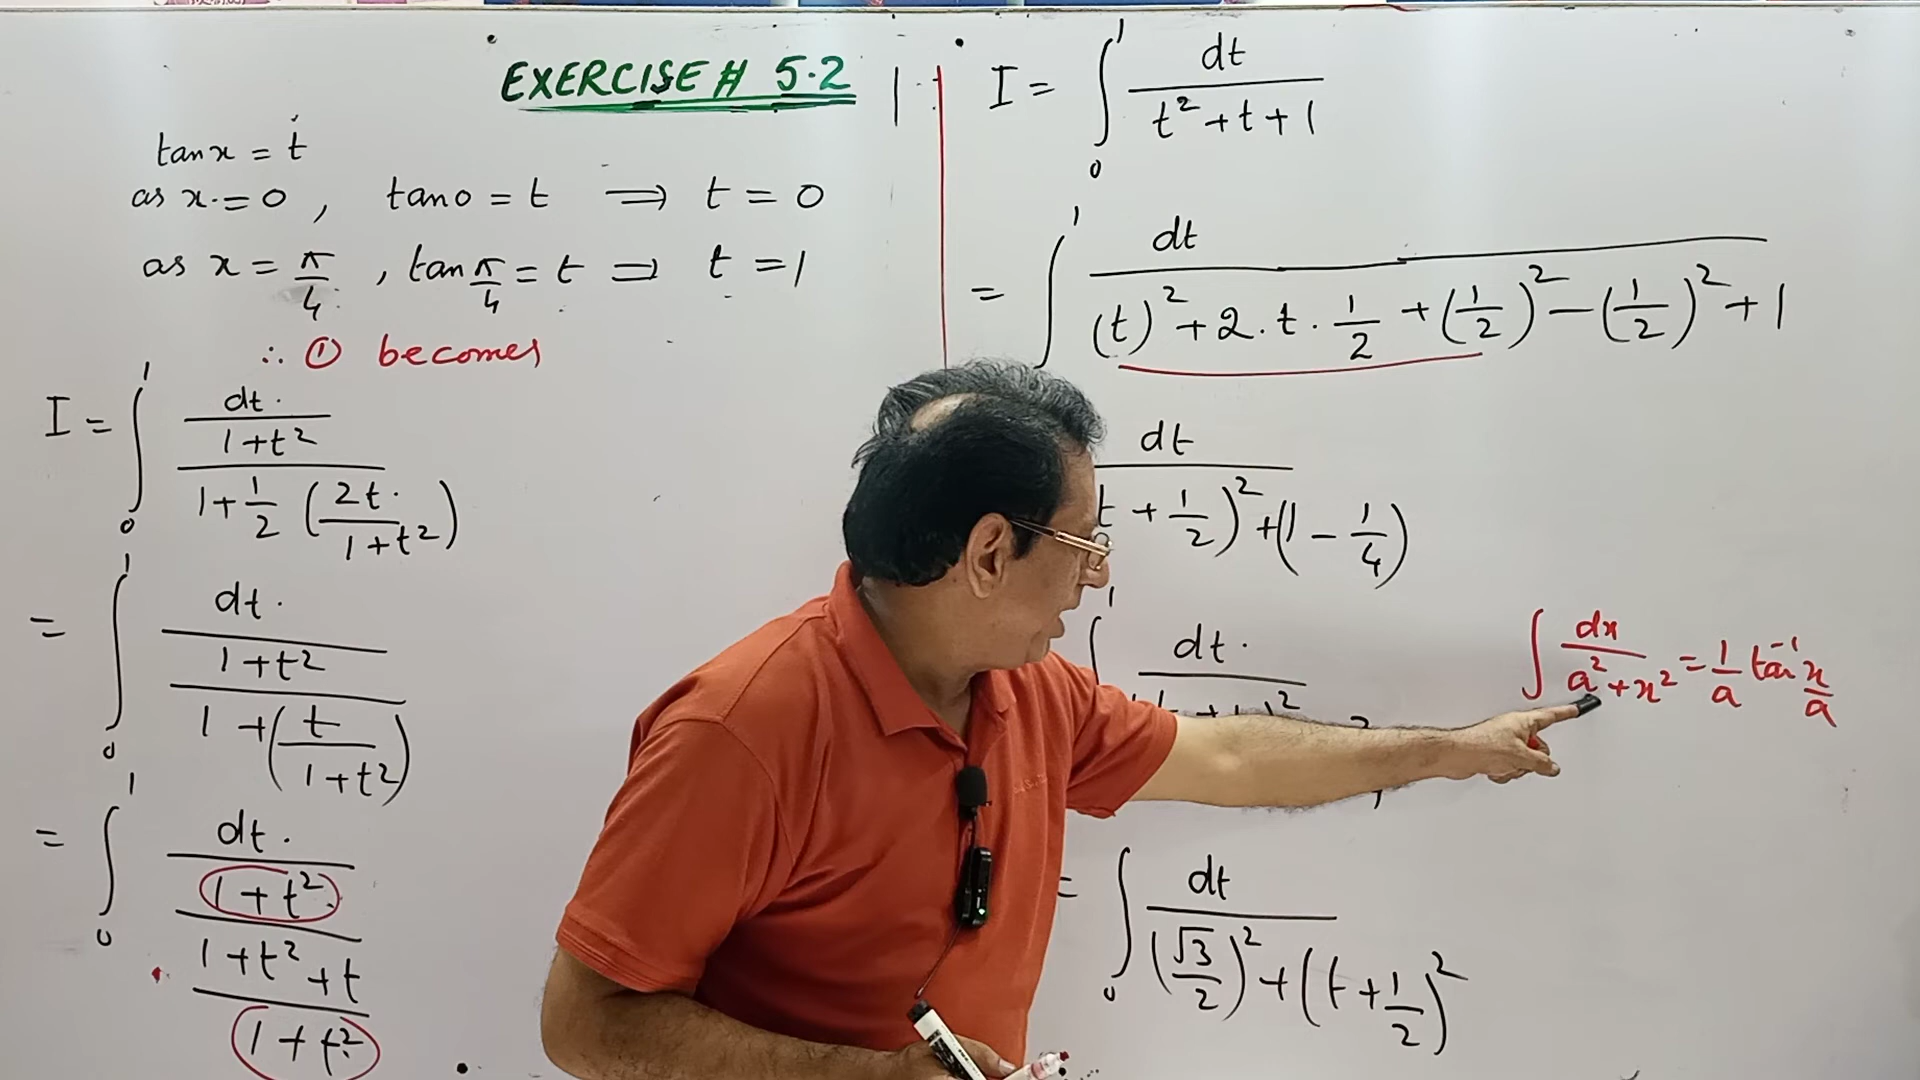 EXERCISE # 5.2
tanx = t
as x = 0 , tan0 = t ⟹ t = 0
as x = π/4 , tan π/4 = t ⟹ t = 1
∴ ① becomes
I = ∫₀¹ (dt/(1+t²)) / (1 + 1/2 (2t/(1+t²)))
= ∫₀¹ (dt/(1+t²)) / (1 + (t/(1+t²)))
= ∫₀¹ (dt/(1+t²)) / ((1+t²+t)/(1+t²))
I = ∫₀¹ dt/(t²+t+1)
= ∫₀¹ dt/((t)²+2.t.1/2+(1/2)²−(1/2)²+1)
dt/(t+1/2)²+(1−1/4)
∫¹ dt
∫ dx/(a²+x²) = 1/a tan⁻¹ x/a
= ∫₀ dt/((√3/2)²+(t+1/2)²)